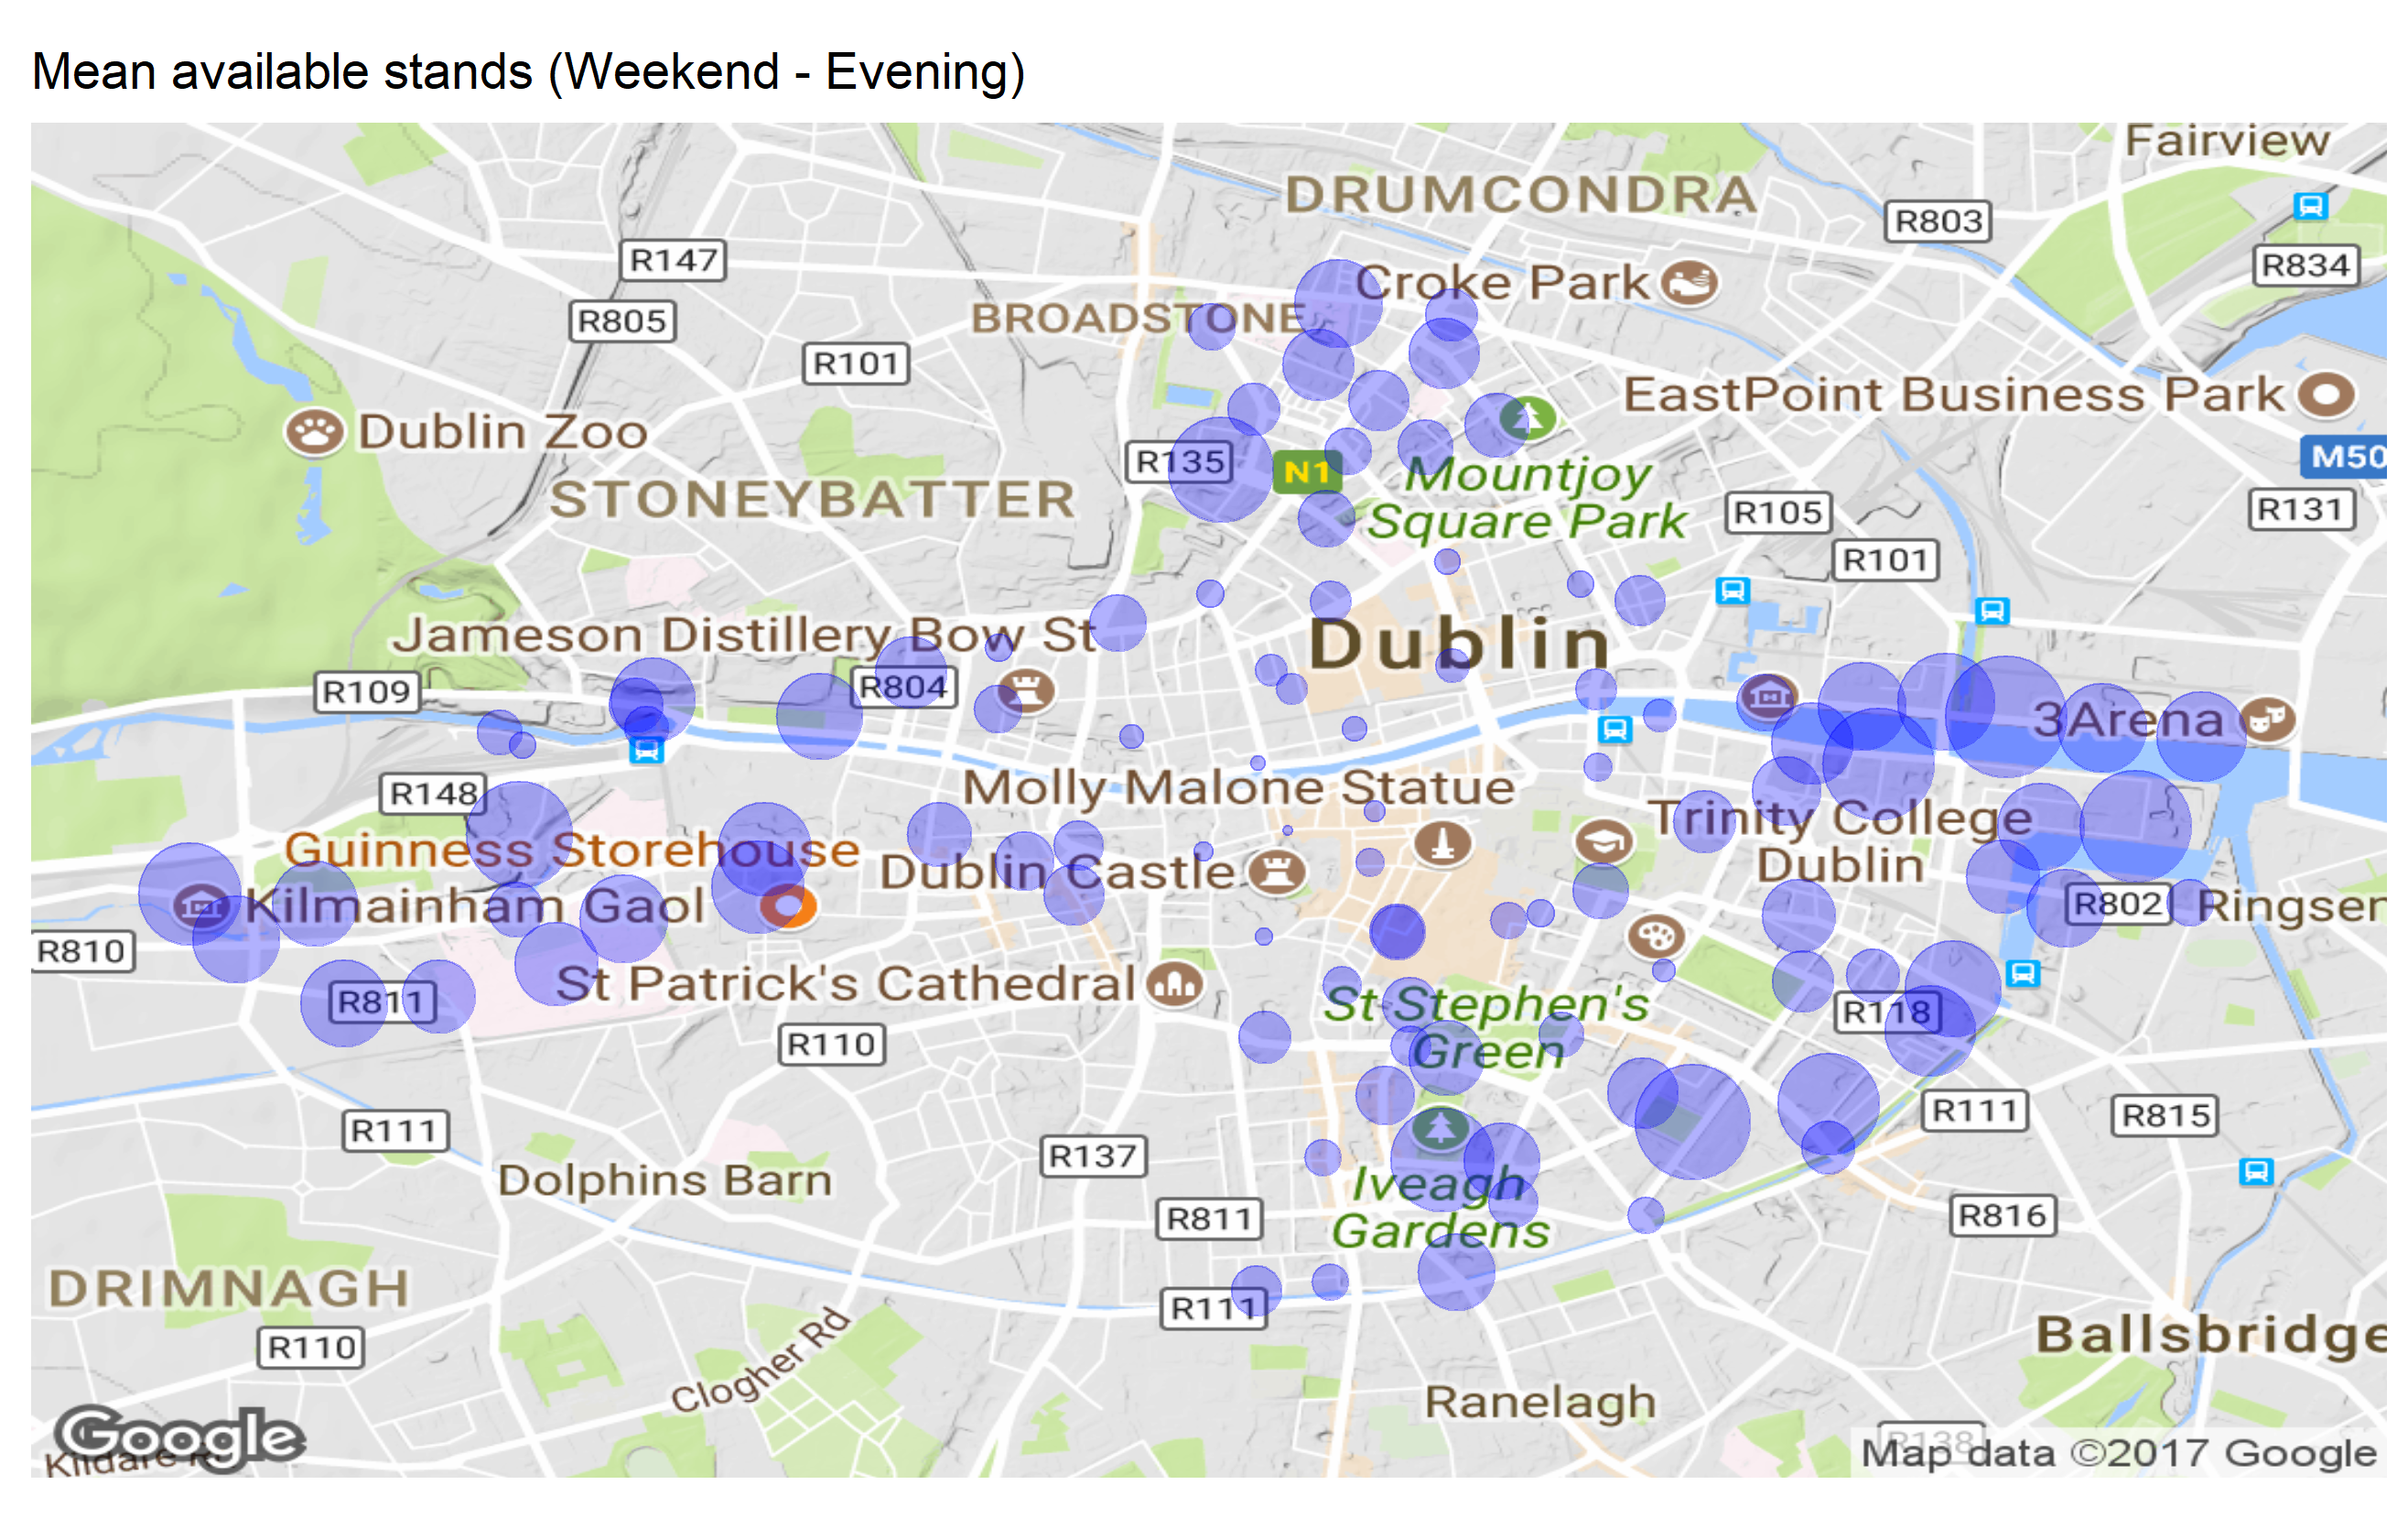 Mean available stands (Weekend - Evening)
Fairview
DRUMCONDRA
R803
R147
R834
Croke Park
R805
BROADSTONE
R101
EastPoint Business Park
Dublin Zoo
M50
R135
N1
Mountjoy
Square Park
STONEYBATTER
R105
R131
R101
Jameson Distillery Bow St
Dublin
R109
R804
3Arena
R148
Molly Malone Statue
Trinity College
Dublin
Guinness Storehouse
Dublin Castle
Kilmainham Gaol
R802
Ringsen
R810
St Patrick's Cathedral
R811
St Stephen's
Green
R118
R110
R111
R111
R815
R137
Dolphins Barn
Iveagh
Gardens
R811
R816
DRIMNAGH
R111
R110
Clogher Rd
Ballsbridge
Ranelagh
Google
R138
Map data ©2017 Google